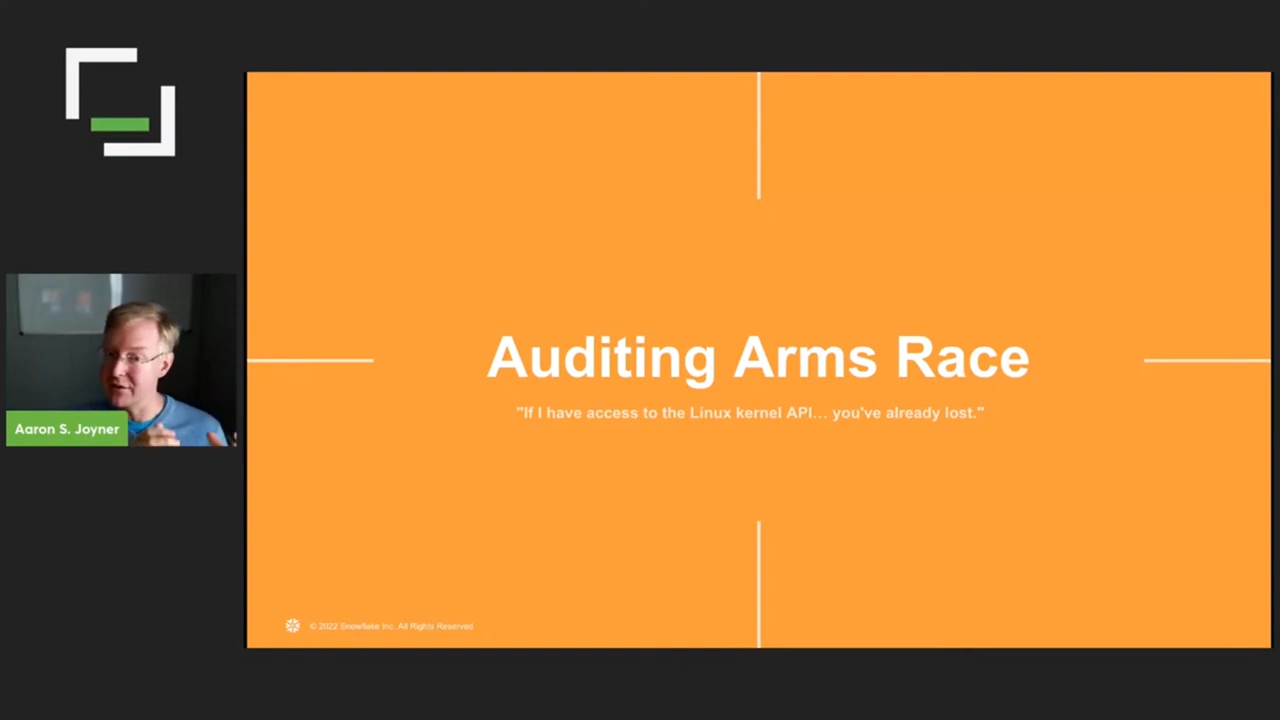 Auditing Arms Race
"If I have access to the Linux kernel API... you've already lost."
Aaron S. Joyner
© 2022 Snowflake Inc. All Rights Reserved